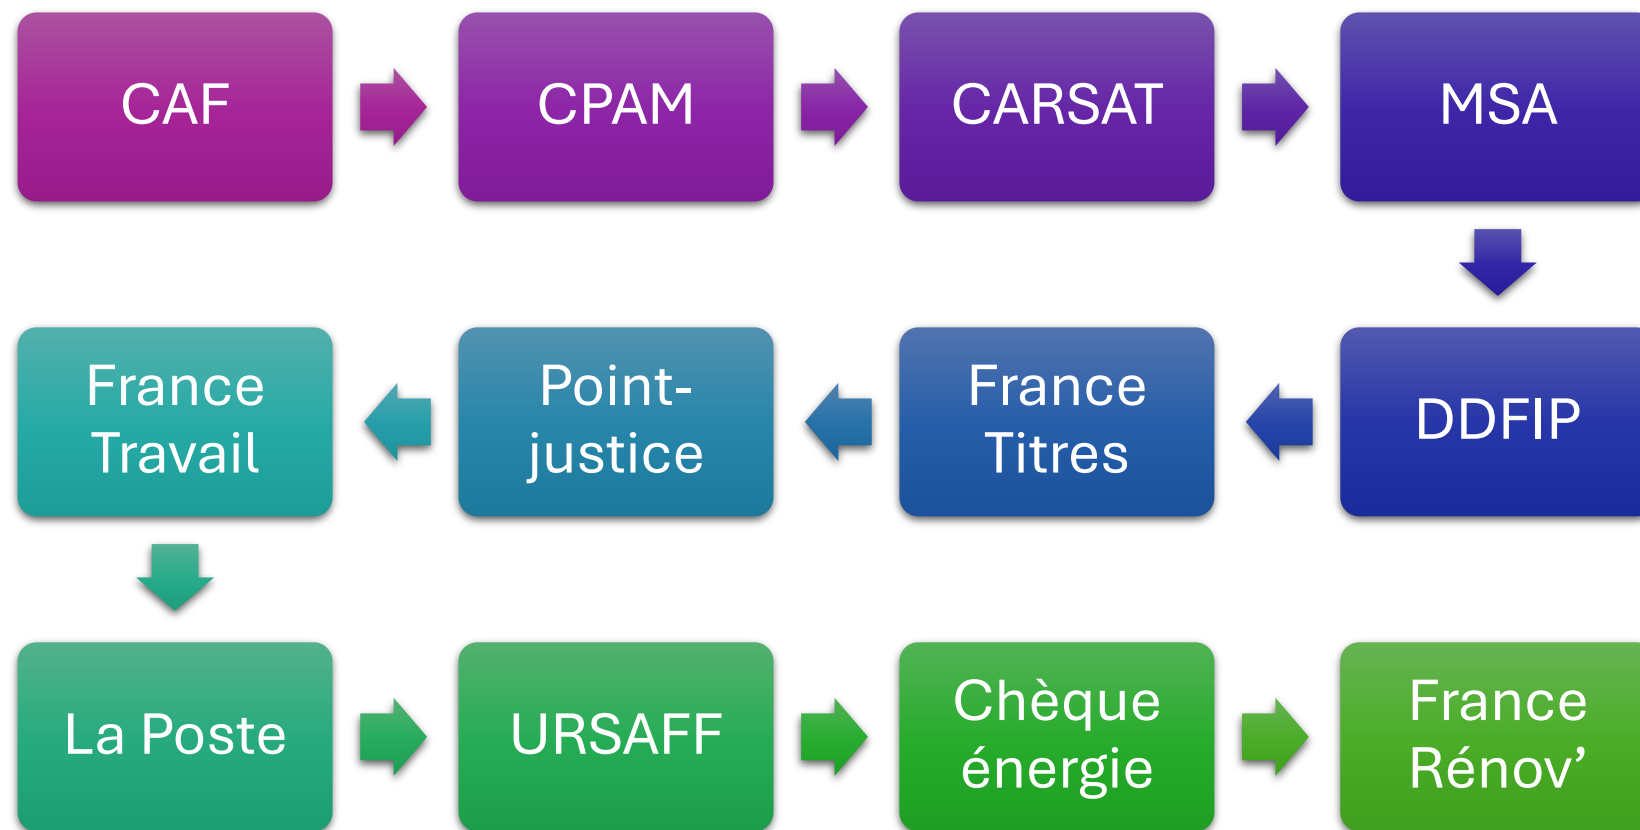 CAF
CPAM
CARSAT
MSA
DDFIP
France
Titres
Point-
justice
France
Travail
La Poste
URSAFF
Chèque
énergie
France
Rénov’